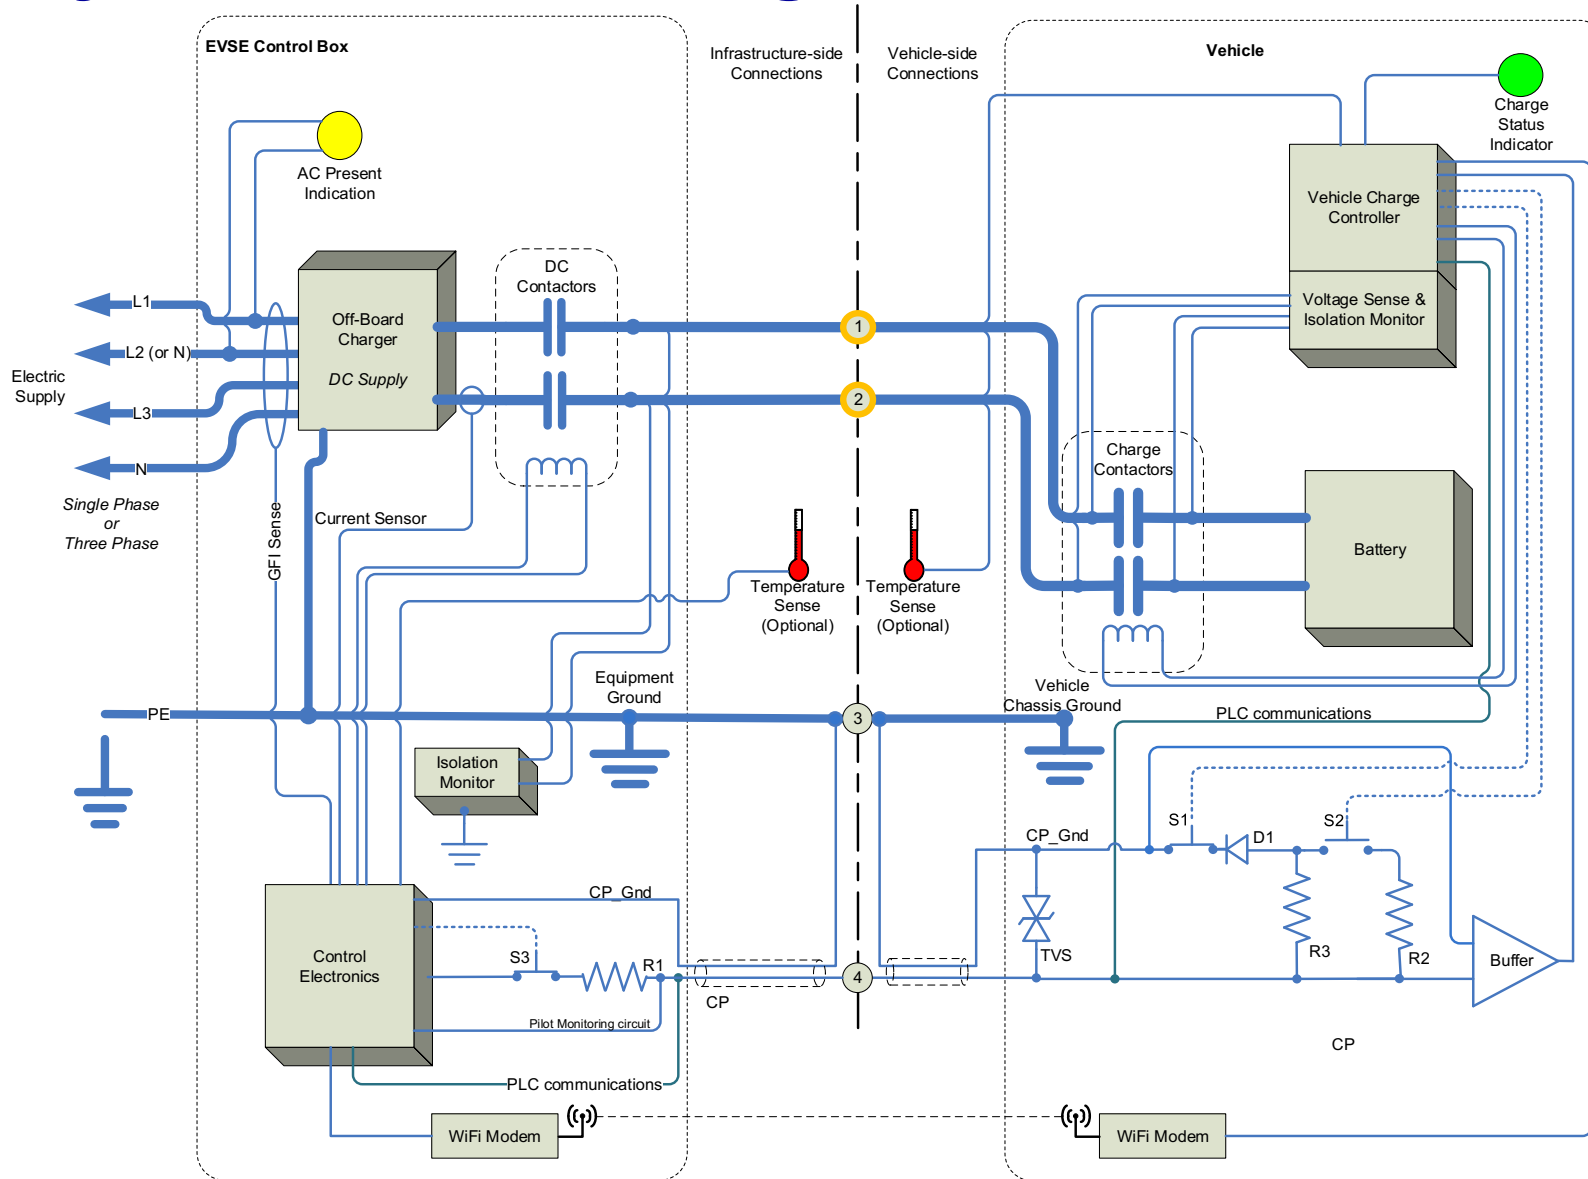 EVSE Control Box
Infrastructure-side
Connections
Vehicle-side
Connections
Vehicle
Charge
Status
Indicator
AC Present
Indication
Vehicle Charge
Controller
DC
Contactors
L1
Off-Board
Charger
DC Supply
1
Voltage Sense &
Isolation Monitor
L2 (or N)
Electric
Supply
L3
2
N
Charge
Contactors
Single Phase
or
Three Phase
GFI Sense
Current Sensor
Battery
Temperature
Sense
(Optional)
Temperature
Sense
(Optional)
Equipment
Ground
Vehicle
Chassis Ground
PE
3
PLC communications
Isolation
Monitor
S1
D1
S2
CP_Gnd
CP_Gnd
Control
Electronics
S3
R1
TVS
R3
R2
Buffer
4
CP
Pilot Monitoring circuit
CP
PLC communications
WiFi Modem
WiFi Modem